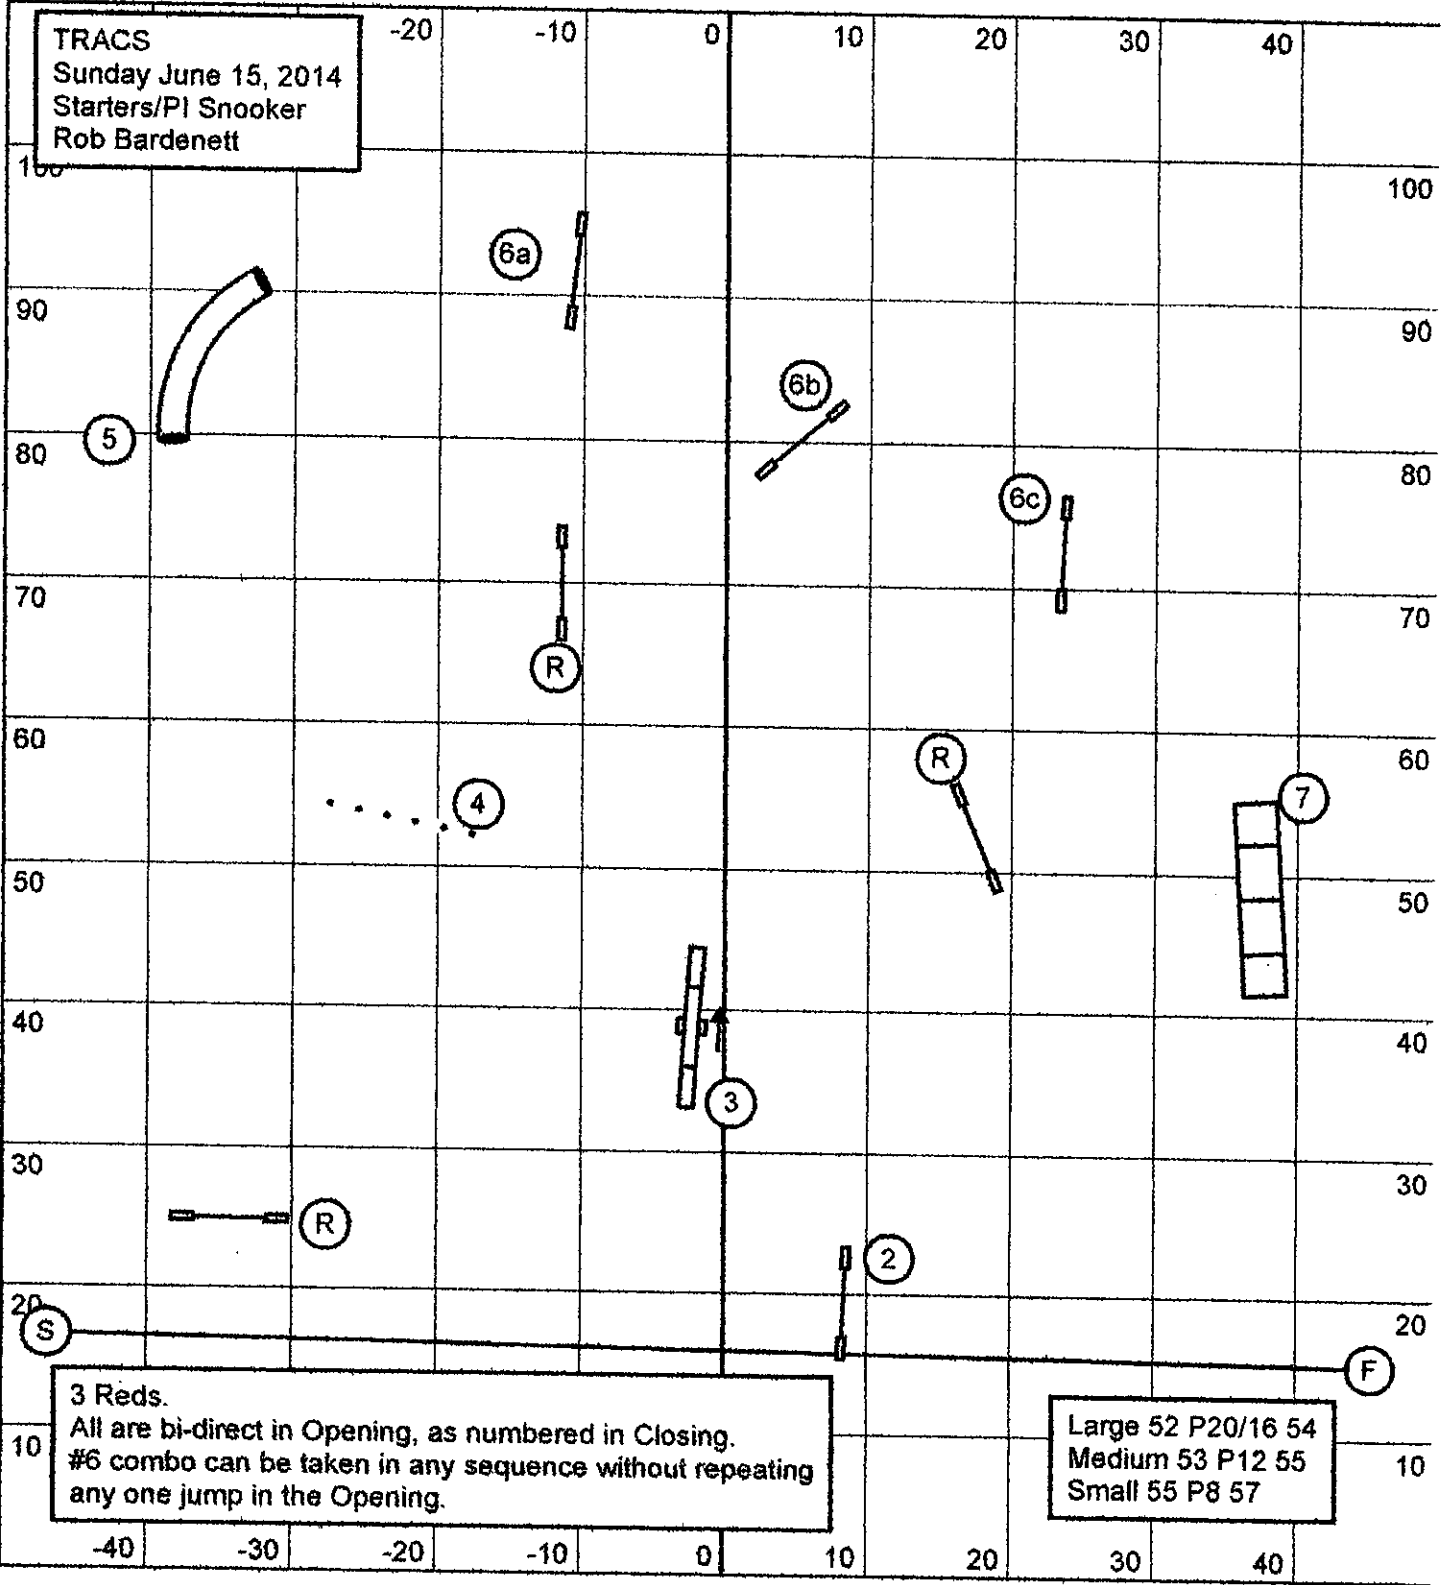 -20 -10 0 10 20 30 40
TRACS
Sunday June 15, 2014
Starters/PI Snooker
Rob Bardenett
100 100
6a
90 90
6b
5
80 80
6c
70 70
R
60 60
R
4 7
50 50
40 40
3
30 30
R
2
20 20
S
F
3 Reds.
All are bi-direct in Opening, as numbered in Closing.
#6 combo can be taken in any sequence without repeating
any one jump in the Opening.
Large 52 P20/16 54
Medium 53 P12 55
Small 55 P8 57
10 10
-40 -30 -20 -10 0 10 20 30 40